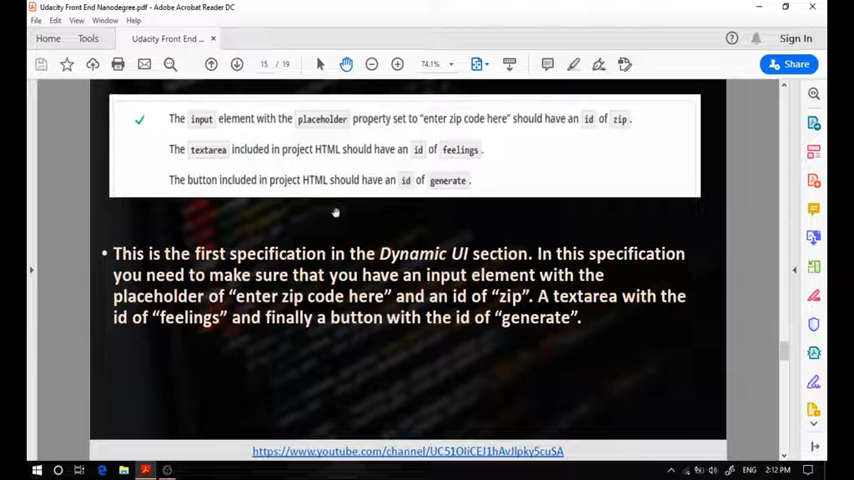 Udacity Front End Nanodegree.pdf - Adobe Acrobat Reader DC
File Edit View Window Help
Home Tools Udacity Front End ... × Sign In
15 / 19 74.1% Share
The input element with the placeholder property set to "enter zip code here" should have an id of zip.
The textarea included in project HTML should have an id of feelings.
The button included in project HTML should have an id of generate.
• This is the first specification in the Dynamic UI section. In this specification
you need to make sure that you have an input element with the
placeholder of “enter zip code here” and an id of “zip”. A textarea with the
id of “feelings” and finally a button with the id of “generate”.
ENG 2:12 PM